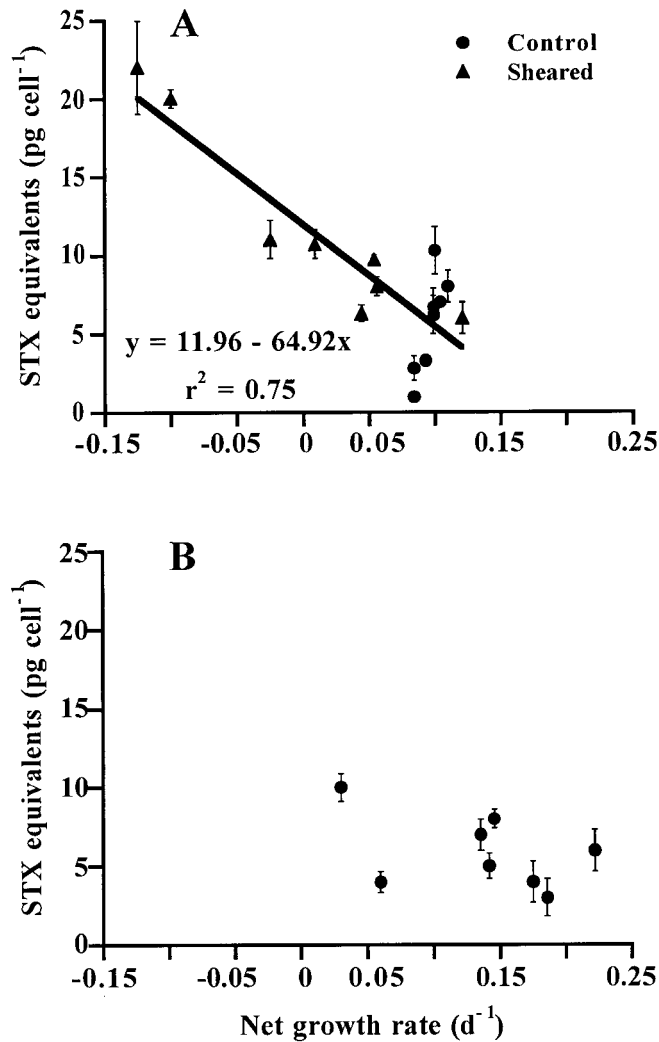 A
Control
Sheared
STX equivalents (pg cell⁻¹)
25
20
15
10
5
0
y = 11.96 - 64.92x
r² = 0.75
-0.15 -0.05 0 0.05 0.15 0.25
B
STX equivalents (pg cell⁻¹)
25
20
15
10
5
0
-0.15 -0.05 0 0.05 0.15 0.25
Net growth rate (d⁻¹)